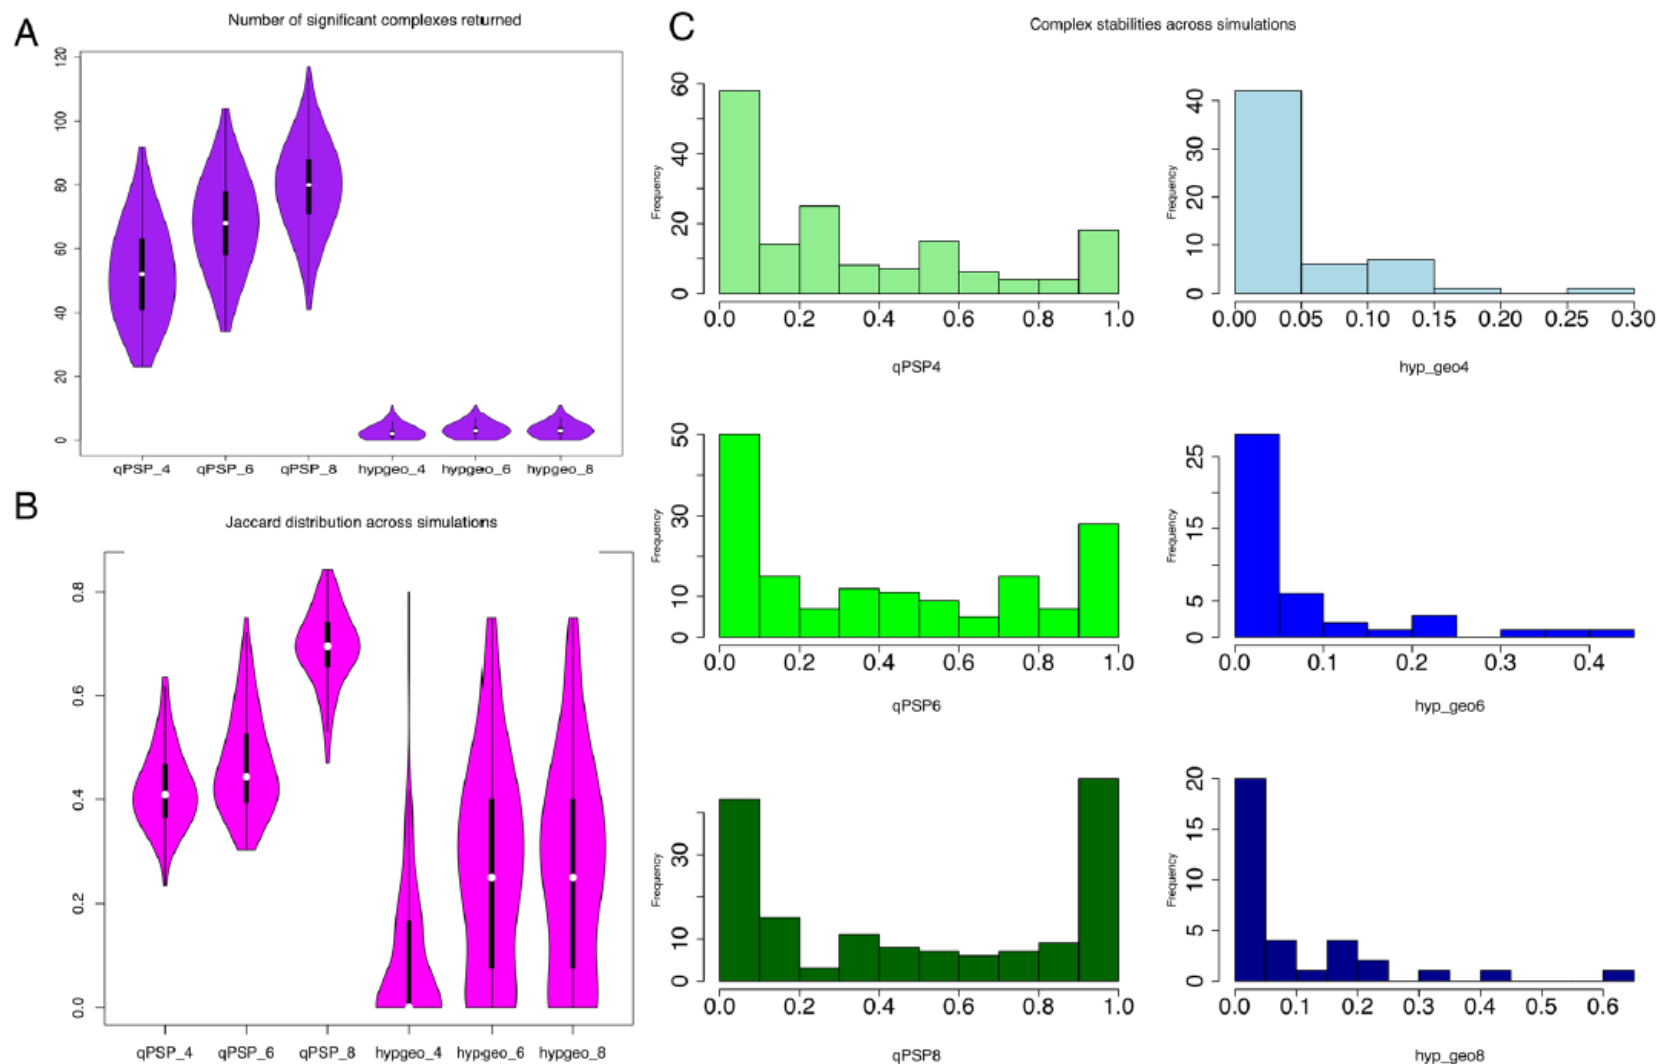 A
Number of significant complexes returned
120
100
80
60
40
20
0
qPSP_4 qPSP_6 qPSP_8 hypgeo_4 hypgeo_6 hypgeo_8
B
Jaccard distribution across simulations
0.8
0.6
0.4
0.2
0.0
qPSP_4 qPSP_6 qPSP_8 hypgeo_4 hypgeo_6 hypgeo_8
C
Complex stabilities across simulations
Frequency
60
40
20
0
0.0 0.2 0.4 0.6 0.8 1.0
qPSP4
Frequency
40
30
20
10
0
0.00 0.05 0.10 0.15 0.20 0.25 0.30
hyp_geo4
Frequency
50
30
10
0
0.0 0.2 0.4 0.6 0.8 1.0
qPSP6
Frequency
25
15
5
0
0.0 0.1 0.2 0.3 0.4
hyp_geo6
Frequency
30
10
0
0.0 0.2 0.4 0.6 0.8 1.0
qPSP8
Frequency
20
15
10
5
0
0.0 0.1 0.2 0.3 0.4 0.5 0.6
hyp_geo8